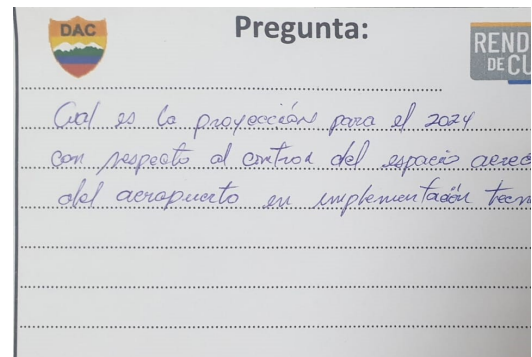 DAC
Pregunta:
REND
DE CU
Cual es la proyección para el 2024
con respecto al control del espacio aereo
del aeropuerto en implementación tecn